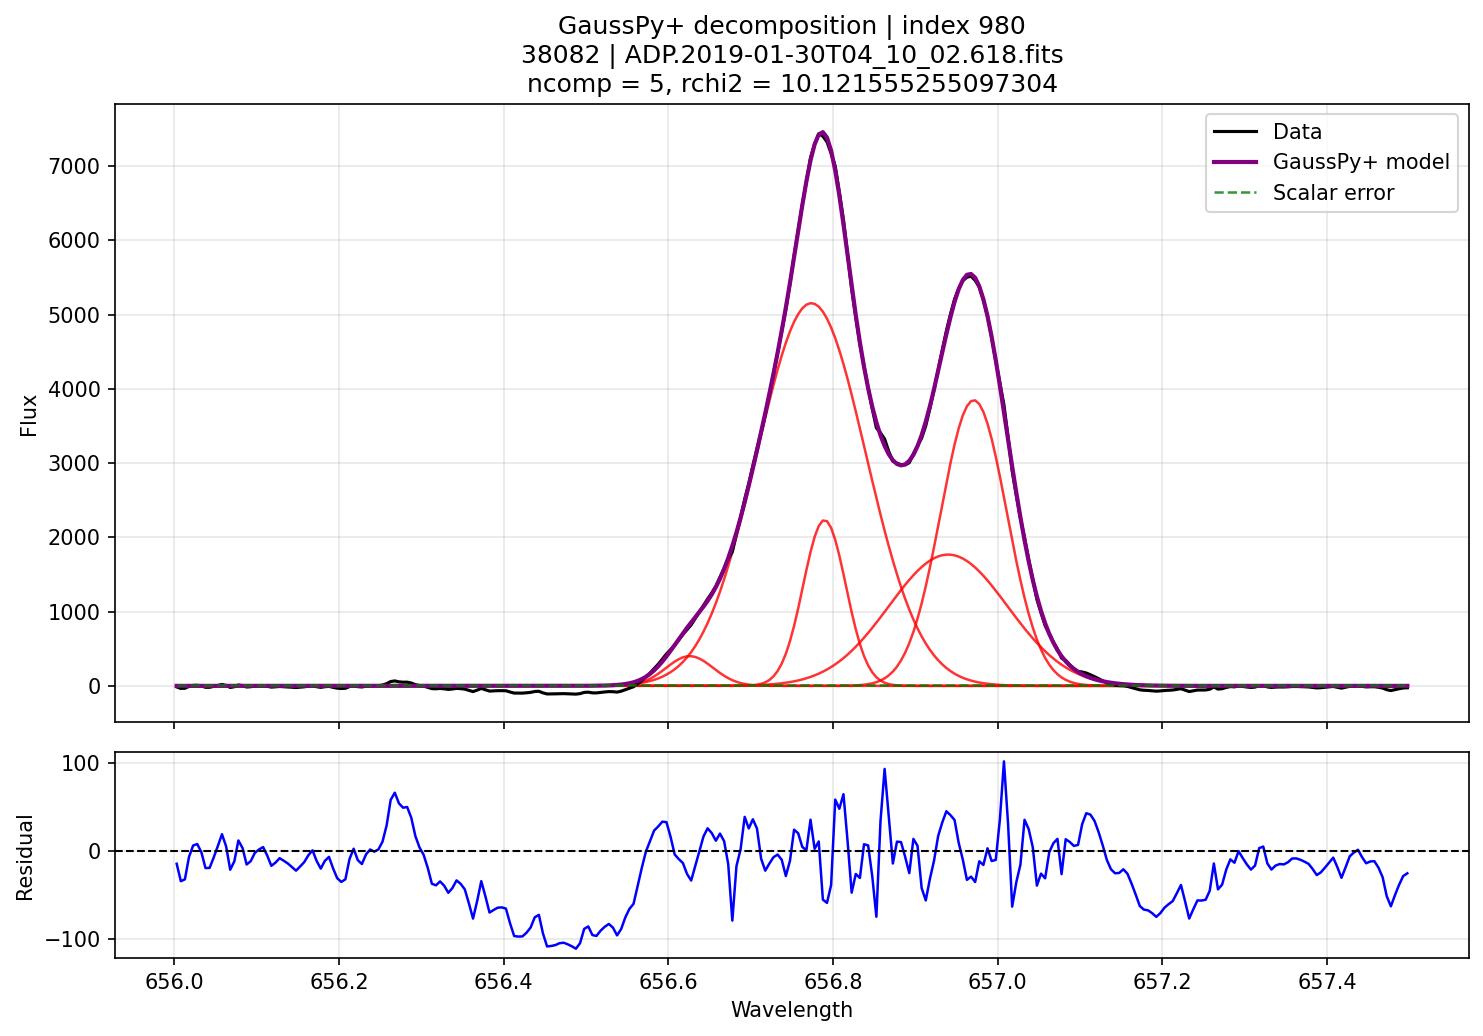 GaussPy+ decomposition | index 980
38082 | ADP.2019-01-30T04_10_02.618.fits
ncomp = 5, rchi2 = 10.121555255097304
Data
GaussPy+ model
Scalar error
Flux
7000
6000
5000
4000
3000
2000
1000
0
Residual
100
0
−100
656.0 656.2 656.4 656.6 656.8 657.0 657.2 657.4
Wavelength